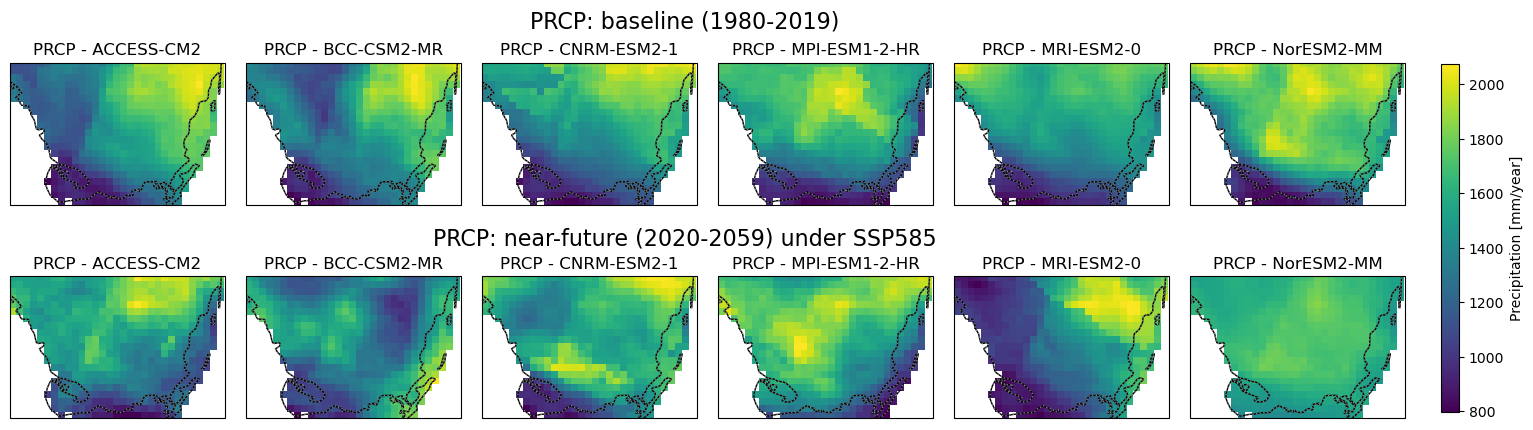 PRCP: baseline (1980-2019)
PRCP - ACCESS-CM2
PRCP - BCC-CSM2-MR
PRCP - CNRM-ESM2-1
PRCP - MPI-ESM1-2-HR
PRCP - MRI-ESM2-0
PRCP - NorESM2-MM
PRCP: near-future (2020-2059) under SSP585
PRCP - ACCESS-CM2
PRCP - BCC-CSM2-MR
PRCP - CNRM-ESM2-1
PRCP - MPI-ESM1-2-HR
PRCP - MRI-ESM2-0
PRCP - NorESM2-MM
2000
1800
1600
1400
1200
1000
800
Precipitation [mm/year]